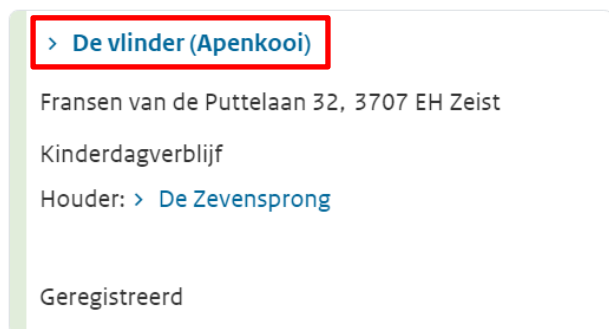 > De vlinder (Apenkooi)
Fransen van de Puttelaan 32, 3707 EH Zeist
Kinderdagverblijf
Houder: > De Zevensprong
Geregistreerd